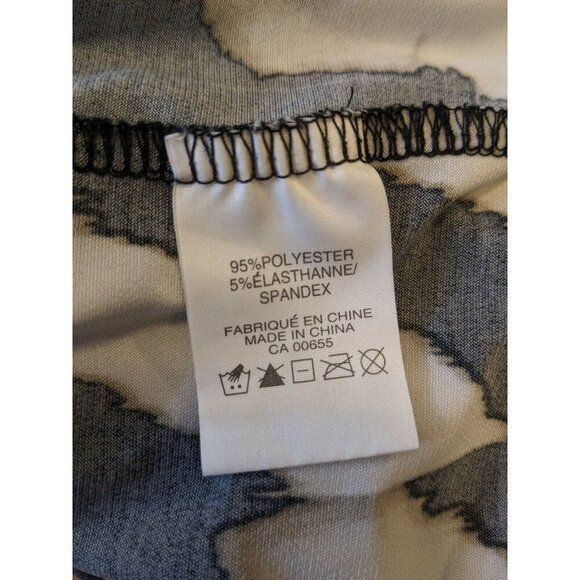 95%POLYESTER
5%ÉLASTHANNE/
SPANDEX
FABRIQUÉ EN CHINE
MADE IN CHINA
CA 00655